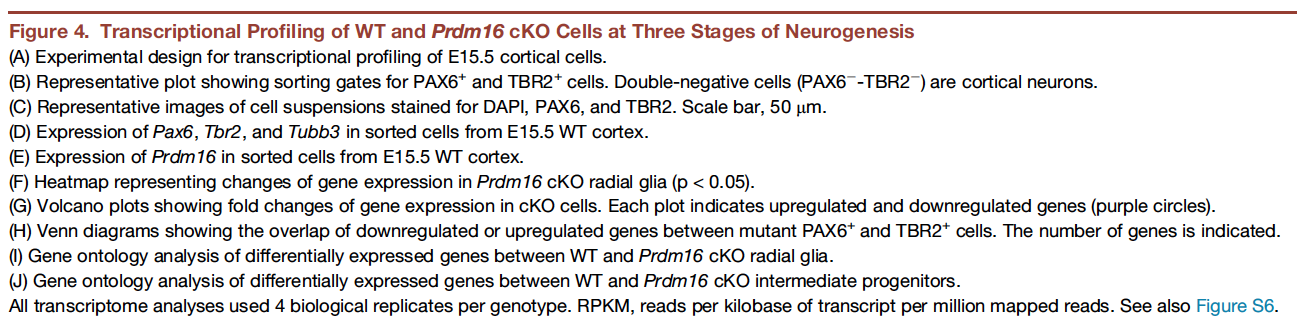 Figure 4. Transcriptional Profiling of WT and Prdm16 cKO Cells at Three Stages of Neurogenesis
(A) Experimental design for transcriptional profiling of E15.5 cortical cells.
(B) Representative plot showing sorting gates for PAX6⁺ and TBR2⁺ cells. Double-negative cells (PAX6⁻-TBR2⁻) are cortical neurons.
(C) Representative images of cell suspensions stained for DAPI, PAX6, and TBR2. Scale bar, 50 μm.
(D) Expression of Pax6, Tbr2, and Tubb3 in sorted cells from E15.5 WT cortex.
(E) Expression of Prdm16 in sorted cells from E15.5 WT cortex.
(F) Heatmap representing changes of gene expression in Prdm16 cKO radial glia (p < 0.05).
(G) Volcano plots showing fold changes of gene expression in cKO cells. Each plot indicates upregulated and downregulated genes (purple circles).
(H) Venn diagrams showing the overlap of downregulated or upregulated genes between mutant PAX6⁺ and TBR2⁺ cells. The number of genes is indicated.
(I) Gene ontology analysis of differentially expressed genes between WT and Prdm16 cKO radial glia.
(J) Gene ontology analysis of differentially expressed genes between WT and Prdm16 cKO intermediate progenitors.
All transcriptome analyses used 4 biological replicates per genotype. RPKM, reads per kilobase of transcript per million mapped reads. See also Figure S6.